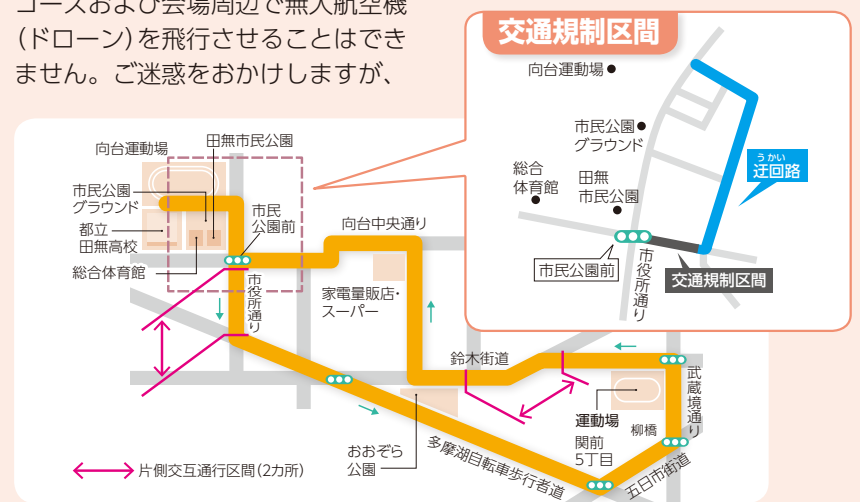 コースおよび会場周辺で無人航空機
(ドローン)を飛行させることはでき
ません。ご迷惑をおかけしますが、
交通規制区間
向台運動場
市民公園
グラウンド
総合
体育館
田無
市民公園
うかい
迂回路
市民公園前
市役所通り
交通規制区間
向台運動場
田無市民公園
市民公園
グラウンド
都立
田無高校
総合体育館
市民
公園前
向台中央通り
市役所通り
家電量販店・
スーパー
鈴木街道
武蔵境通り
運動場
関前
5丁目
柳橋
おおぞら
公園
多摩湖自転車歩行者道
五日市街道
片側交互通行区間(2カ所)